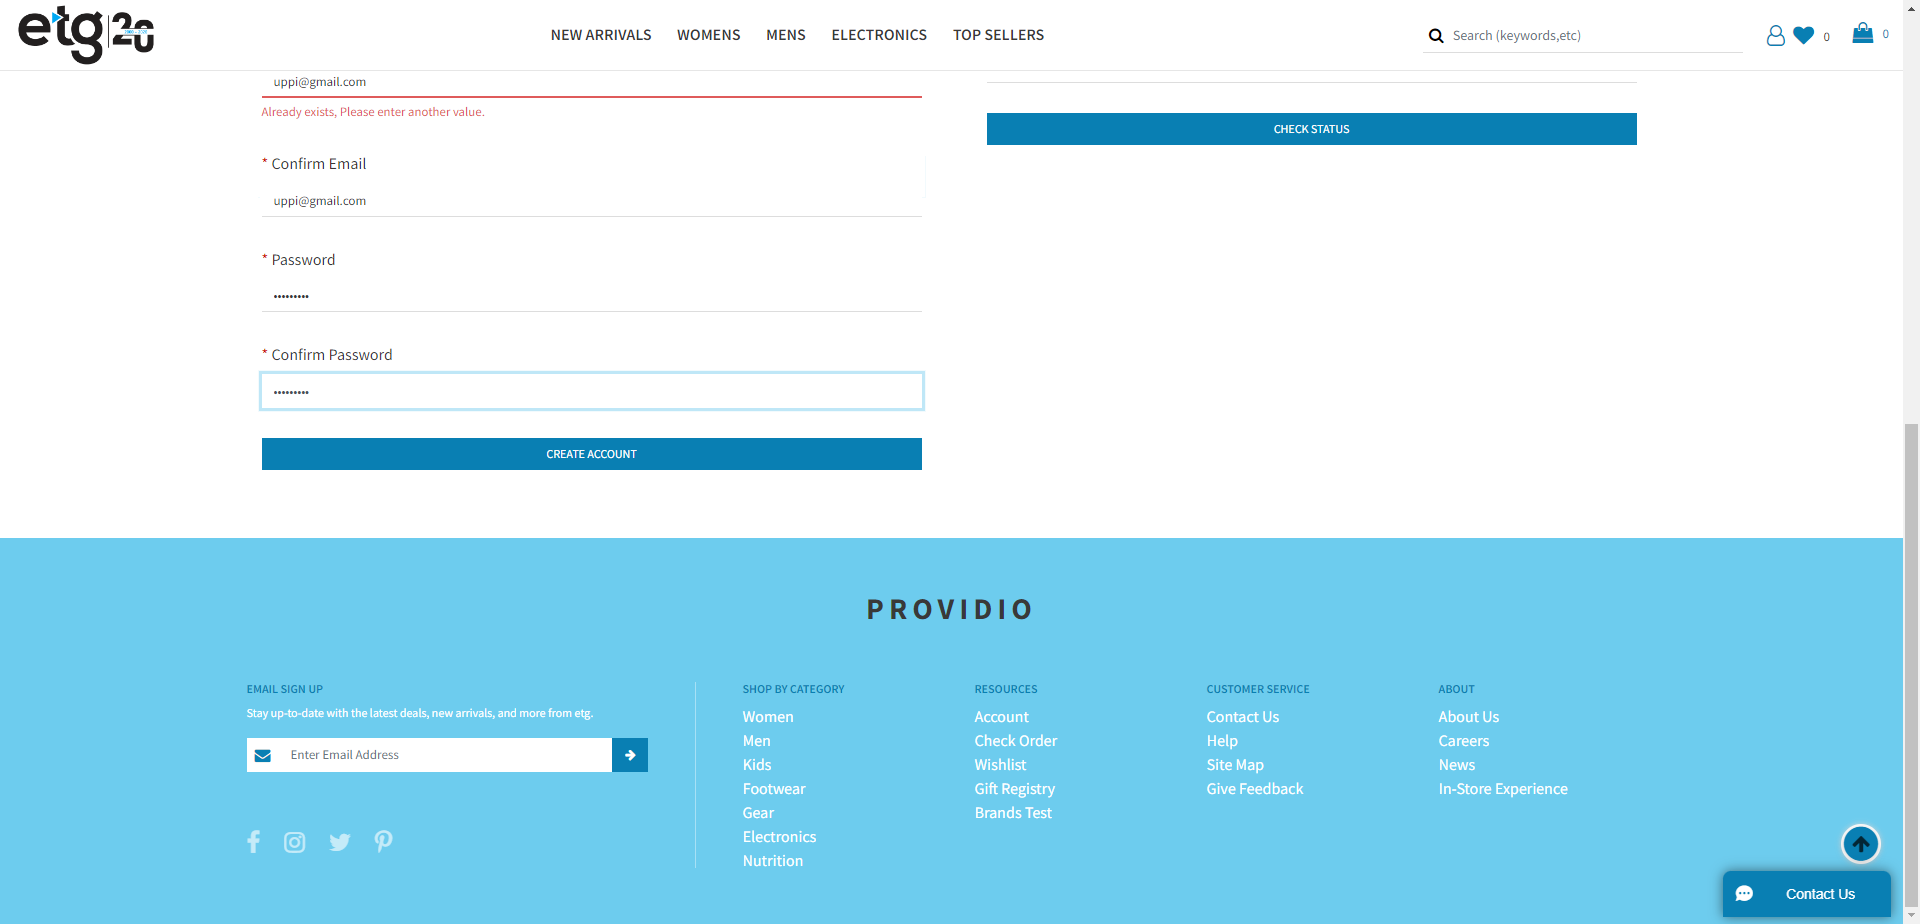 etg 20
2000 - 2020
NEW ARRIVALS WOMENS MENS ELECTRONICS TOP SELLERS
Search (keywords,etc)
0
0
uppi@gmail.com
Already exists, Please enter another value.
CHECK STATUS
* Confirm Email
uppi@gmail.com
* Password
•••••••••
* Confirm Password
•••••••••
CREATE ACCOUNT
PROVIDIO
EMAIL SIGN UP
Stay up-to-date with the latest deals, new arrivals, and more from etg.
Enter Email Address
SHOP BY CATEGORY
Women
Men
Kids
Footwear
Gear
Electronics
Nutrition
RESOURCES
Account
Check Order
Wishlist
Gift Registry
Brands Test
CUSTOMER SERVICE
Contact Us
Help
Site Map
Give Feedback
ABOUT
About Us
Careers
News
In-Store Experience
Contact Us